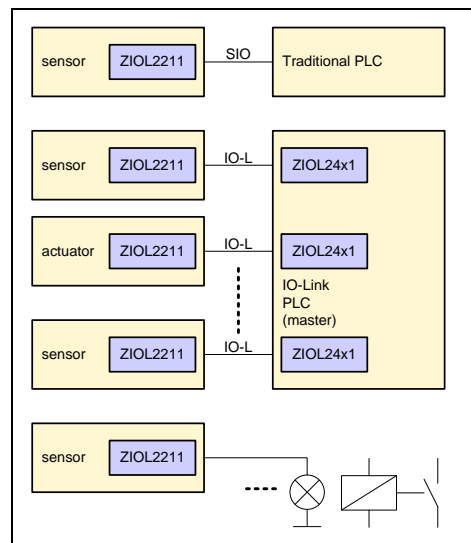 sensor ZIOL2211 SIO Traditional PLC
sensor ZIOL2211 IO-L ZIOL24x1
actuator ZIOL2211 IO-L ZIOL24x1
IO-Link
PLC
(master)
sensor ZIOL2211 IO-L ZIOL24x1
sensor ZIOL2211